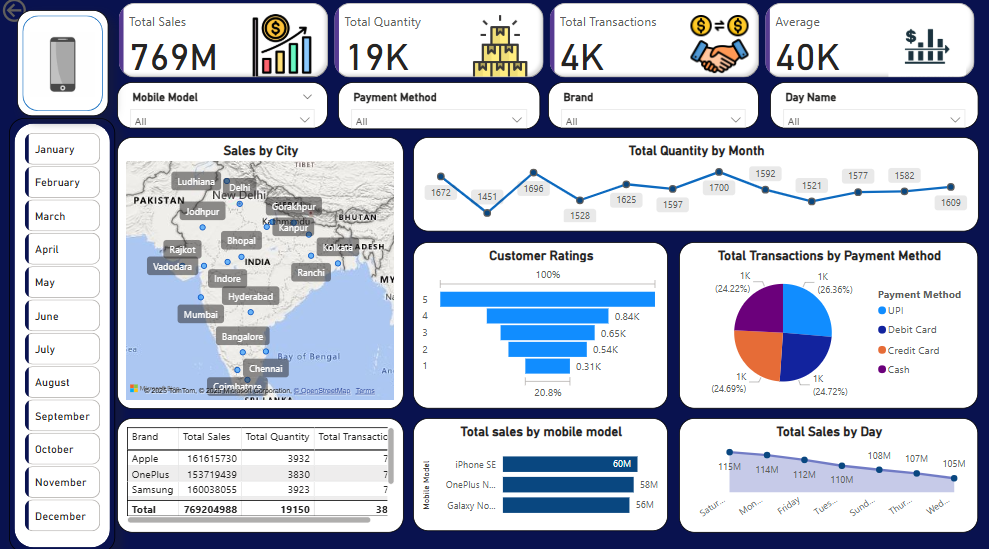 Total Sales
769M
Total Quantity
19K
Total Transactions
4K
Average
40K
Mobile Model
All
Payment Method
All
Brand
All
Day Name
All
January
February
March
April
May
June
July
August
September
October
November
December
Sales by City
TIBET
Ludhiana
Delhi
New Delhi
PAKISTAN
Jodhpur
Gorakhpur
Kathmandu
BHUTAN
Kanpur
Bhopal
Kolkata
Rajkot
INDIA
Vadodara
Ranchi
MY
Indore
Hyderabad
Mumbai
Bangalore
Bay of Bengal
Chennai
Coimbatore
© 2025 TomTom, © 2025 Microsoft Corporation, © OpenStreetMap Terms
SRI LANKA
Total Quantity by Month
1672
1451
1696
1528
1625
1597
1700
1592
1521
1577
1582
1609
Customer Ratings
100%
5
4
0.84K
3
0.65K
2
0.54K
1
0.31K
20.8%
Total Transactions by Payment Method
1K
(24.22%)
1K
(26.36%)
1K
(24.69%)
1K
(24.72%)
Payment Method
UPI
Debit Card
Credit Card
Cash
Brand Total Sales Total Quantity Total Transactic
Apple 161615730 3932 7
OnePlus 153719439 3830 7
Samsung 160038055 3923 7
Total 769204988 19150 38
Total sales by mobile model
Mobile Model
iPhone SE 60M
OnePlus N... 58M
Galaxy No... 56M
Total Sales by Day
115M
114M
112M
110M
108M
107M
105M
Satur...
Mon...
Friday
Tues...
Sund...
Thur...
Wed...